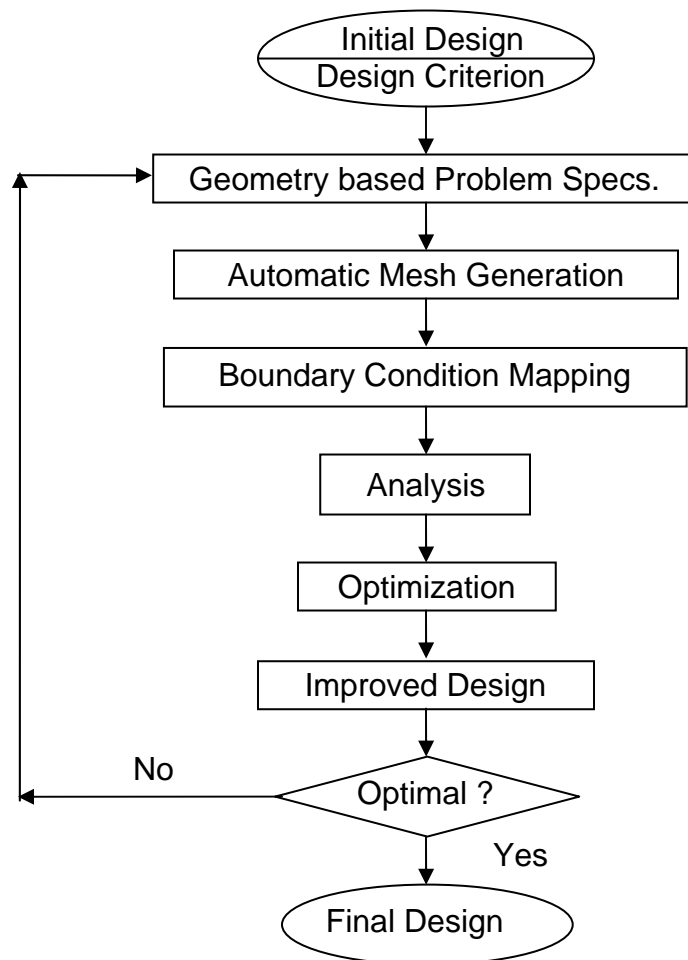 Initial Design
Design Criterion
Geometry based Problem Specs.
Automatic Mesh Generation
Boundary Condition Mapping
Analysis
Optimization
Improved Design
No
Optimal ?
Yes
Final Design